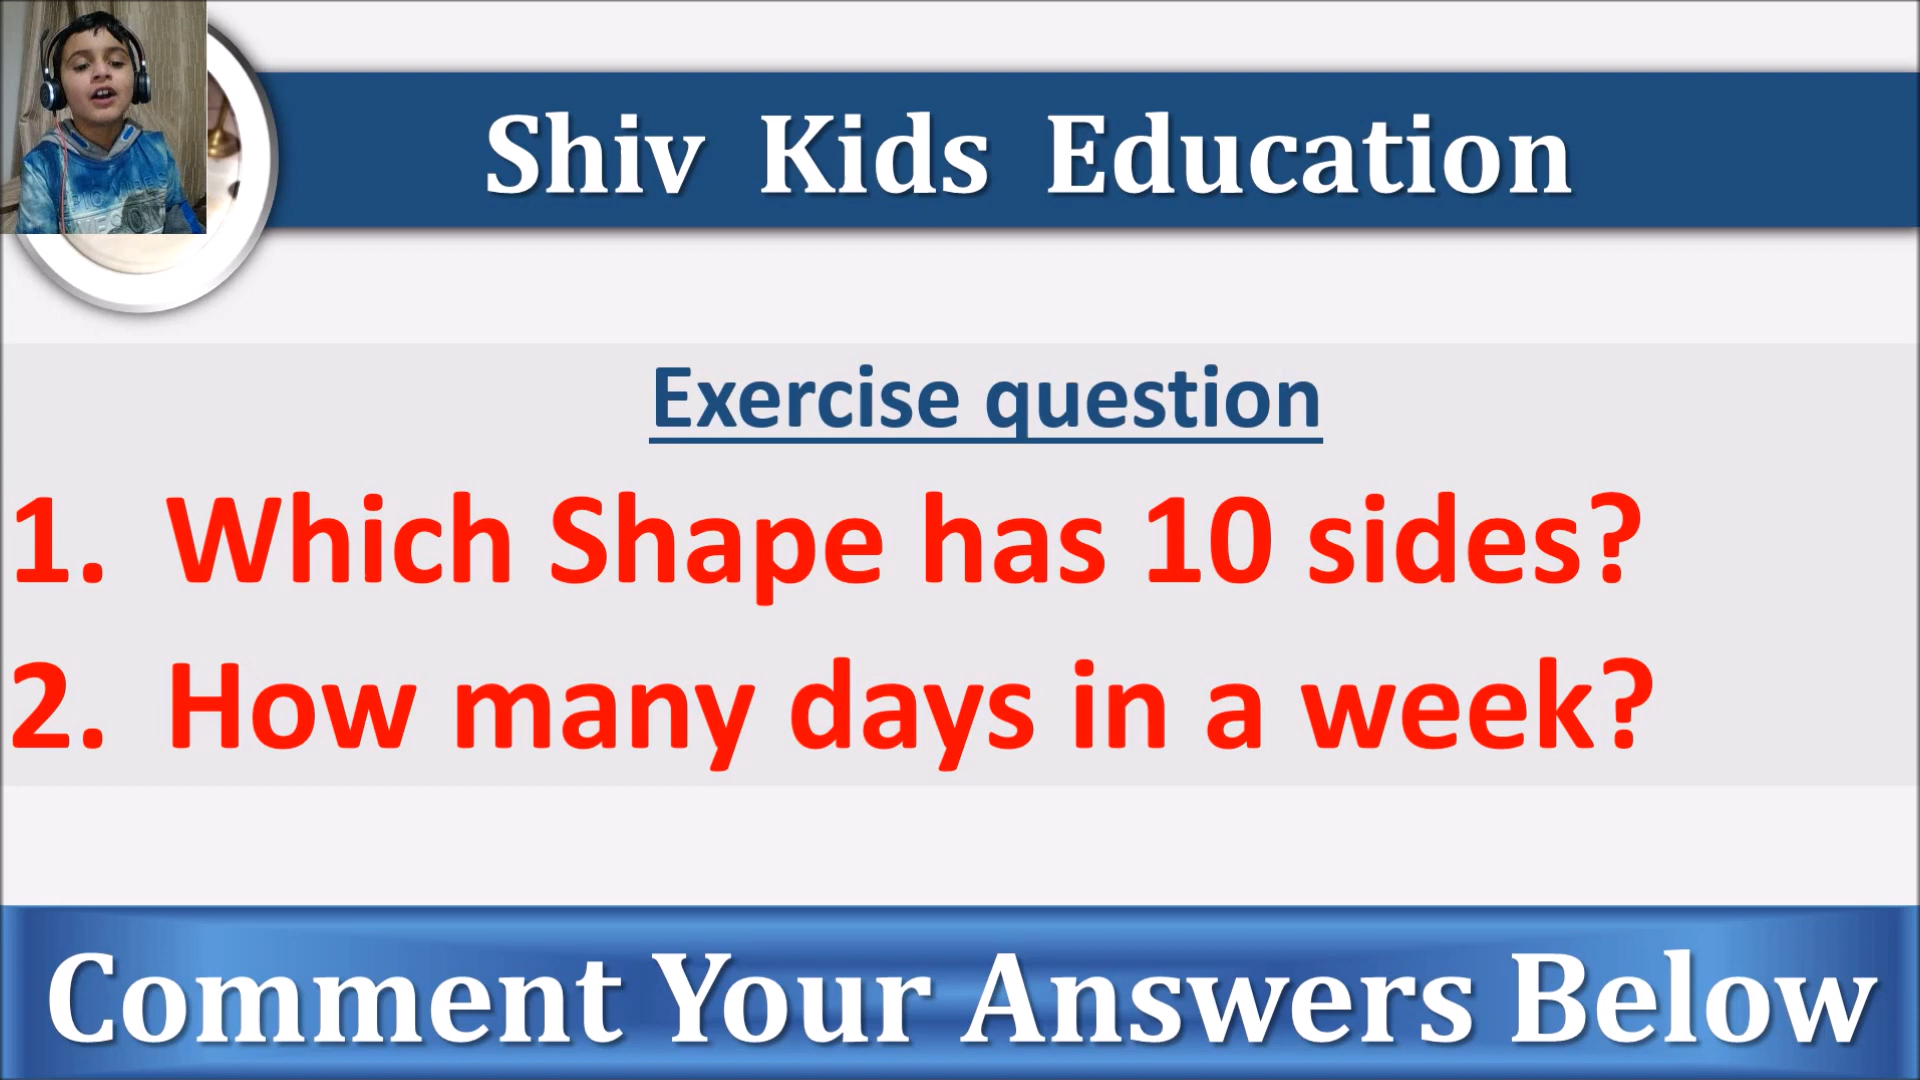 Shiv Kids Education
Exercise question
1. Which Shape has 10 sides?
2. How many days in a week?
Comment Your Answers Below